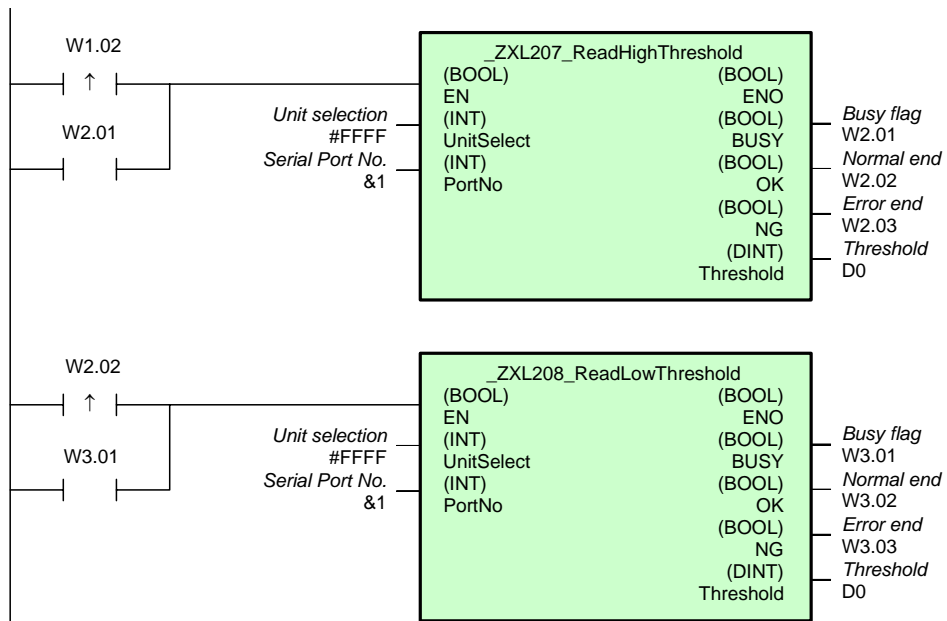 W1.02
↑
W2.01
_ZXL207_ReadHighThreshold
(BOOL) (BOOL)
EN ENO
Unit selection (INT) (BOOL) Busy flag
#FFFF UnitSelect BUSY W2.01
Serial Port No. (INT) (BOOL) Normal end
&1 PortNo OK W2.02
(BOOL) Error end
NG W2.03
(DINT) Threshold
Threshold D0
W2.02
↑
W3.01
_ZXL208_ReadLowThreshold
(BOOL) (BOOL)
EN ENO
Unit selection (INT) (BOOL) Busy flag
#FFFF UnitSelect BUSY W3.01
Serial Port No. (INT) (BOOL) Normal end
&1 PortNo OK W3.02
(BOOL) Error end
NG W3.03
(DINT) Threshold
Threshold D0